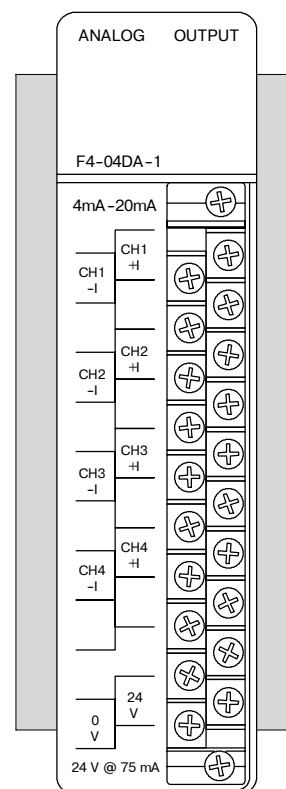 ANALOG OUTPUT
F4-04DA-1
4mA-20mA
CH1
+I
CH1
-I
CH2
+I
CH2
-I
CH3
+I
CH3
-I
CH4
+I
CH4
-I
24
V
0
V
24 V @ 75 mA